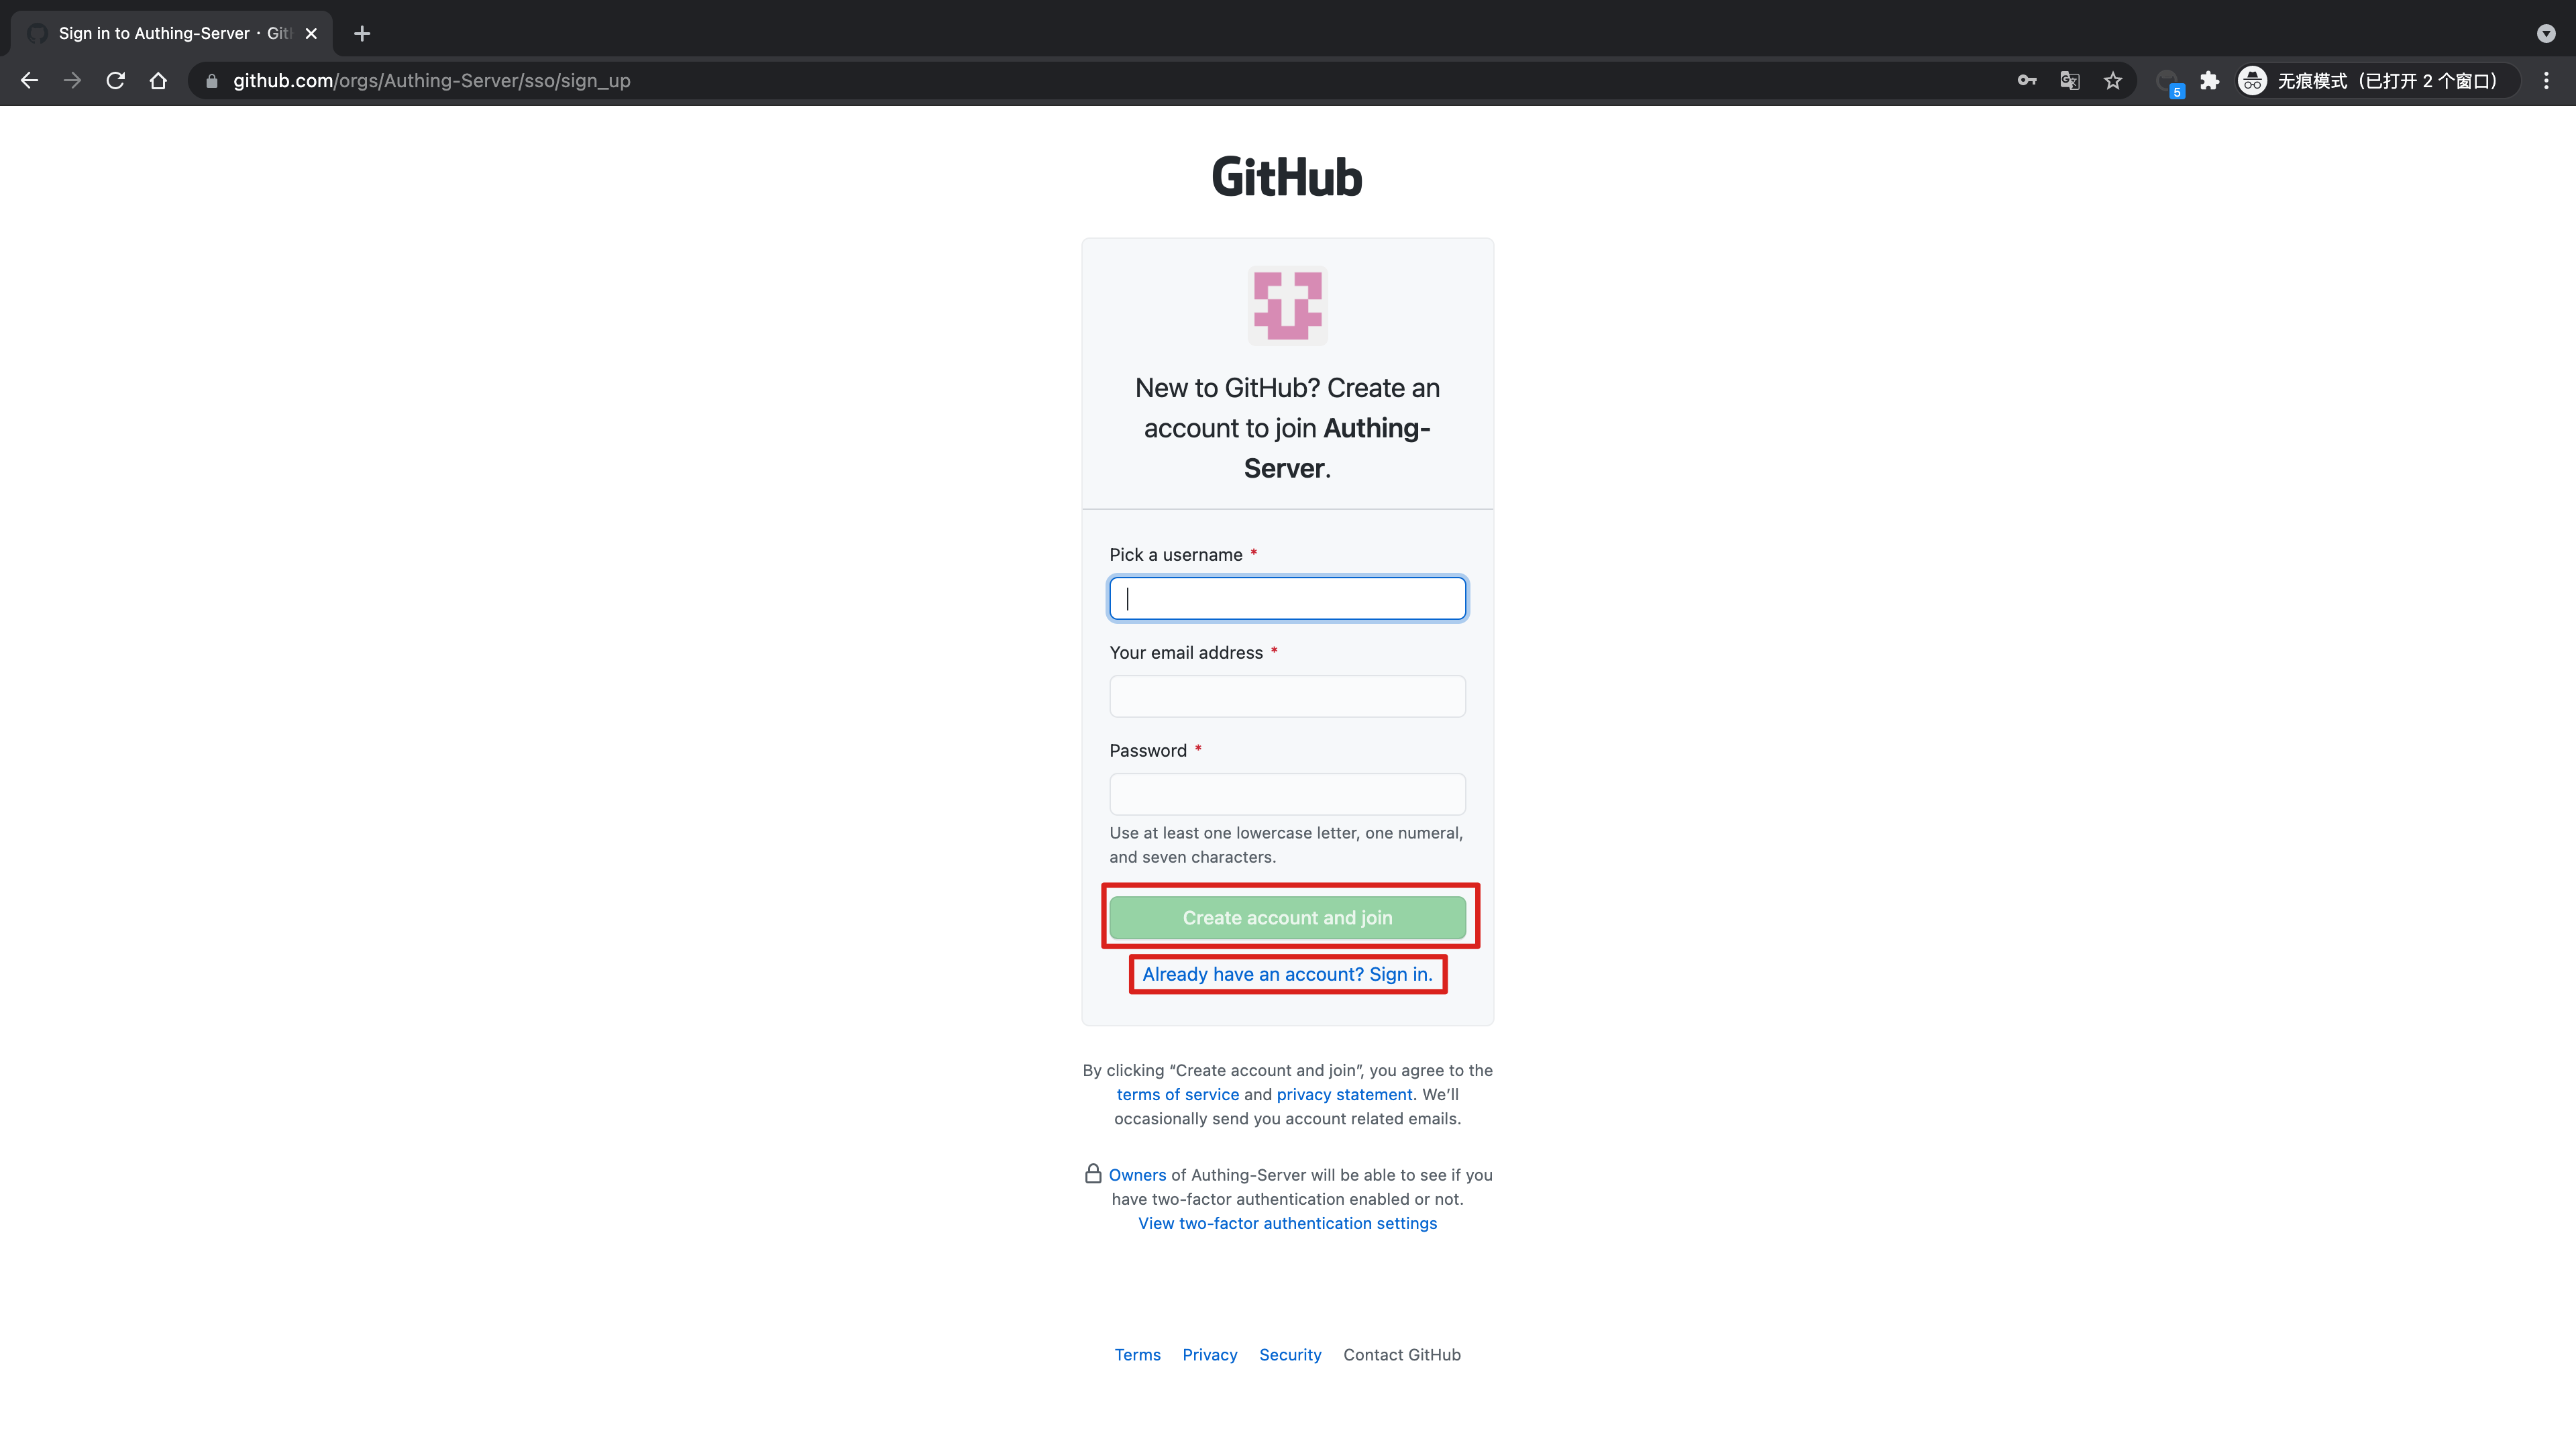 Sign in to Authing-Server · Git
github.com/orgs/Authing-Server/sso/sign_up
5
无痕模式（已打开 2 个窗口）
GitHub
New to GitHub? Create an
account to join Authing-
Server.
Pick a username *
Your email address *
Password *
Use at least one lowercase letter, one numeral,
and seven characters.
Create account and join
Already have an account? Sign in.
By clicking “Create account and join”, you agree to the
terms of service and privacy statement. We’ll
occasionally send you account related emails.
Owners of Authing-Server will be able to see if you
have two-factor authentication enabled or not.
View two-factor authentication settings
Terms Privacy Security Contact GitHub